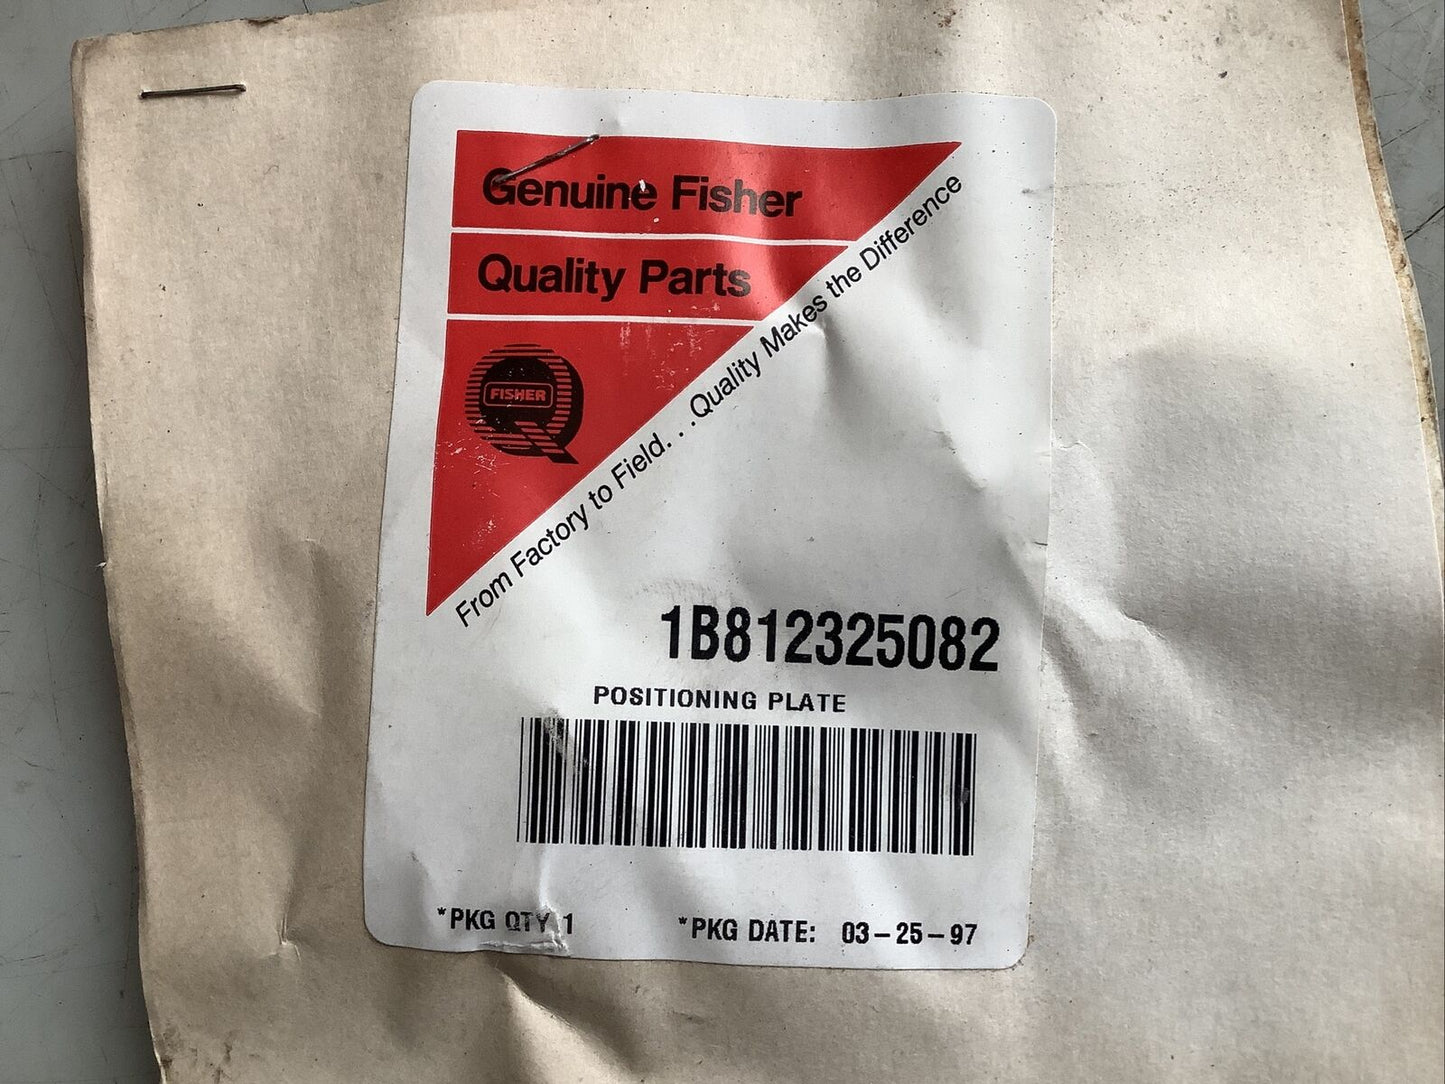 Genuine Fisher
Quality Parts
FISHER
From Factory to Field. . .Quality Makes the Difference
1B812325082
POSITIONING PLATE
*PKG QTY 1
*PKG DATE: 03-25-97